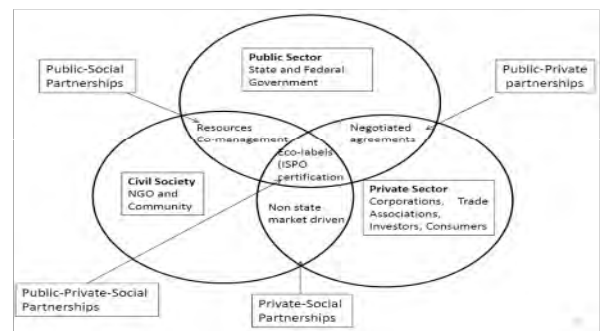 Public Sector
State and Federal
Government
Public-Social
Partnerships
Public-Private
partnerships
Resources
Co-management
Negotiated
agreements
Eco-labels
(ISPO
certification
Civil Society
NGO and
Community
Non state
market driven
Private Sector
Corporations, Trade
Associations,
Investors, Consumers
Public-Private-Social
Partnerships
Private-Social
Partnerships